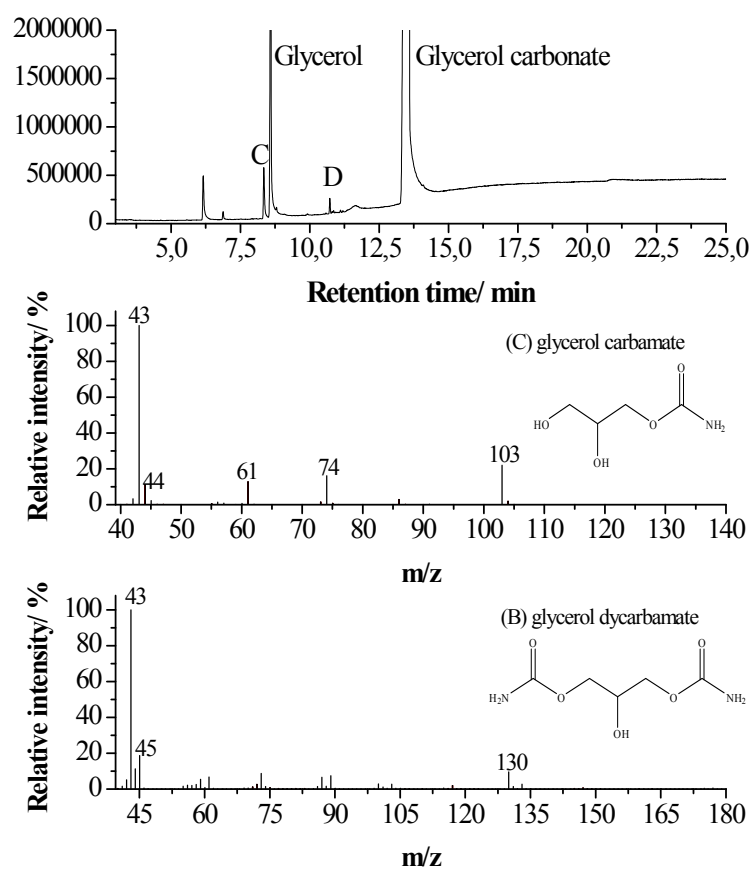 2000000
1500000
1000000
500000
0
Glycerol
Glycerol carbonate
C
D
5,0 7,5 10,0 12,5 15,0 17,5 20,0 22,5 25,0
Retention time/ min
Relative intensity/ %
100
80
60
40
20
0
43
44
61
74
103
(C) glycerol carbamate
O
HO
O
NH2
OH
40 50 60 70 80 90 100 110 120 130 140
m/z
Relative intensity/ %
100
80
60
40
20
0
43
45
130
(B) glycerol dycarbamate
O O
H2N
O O
NH2
OH
45 60 75 90 105 120 135 150 165 180
m/z